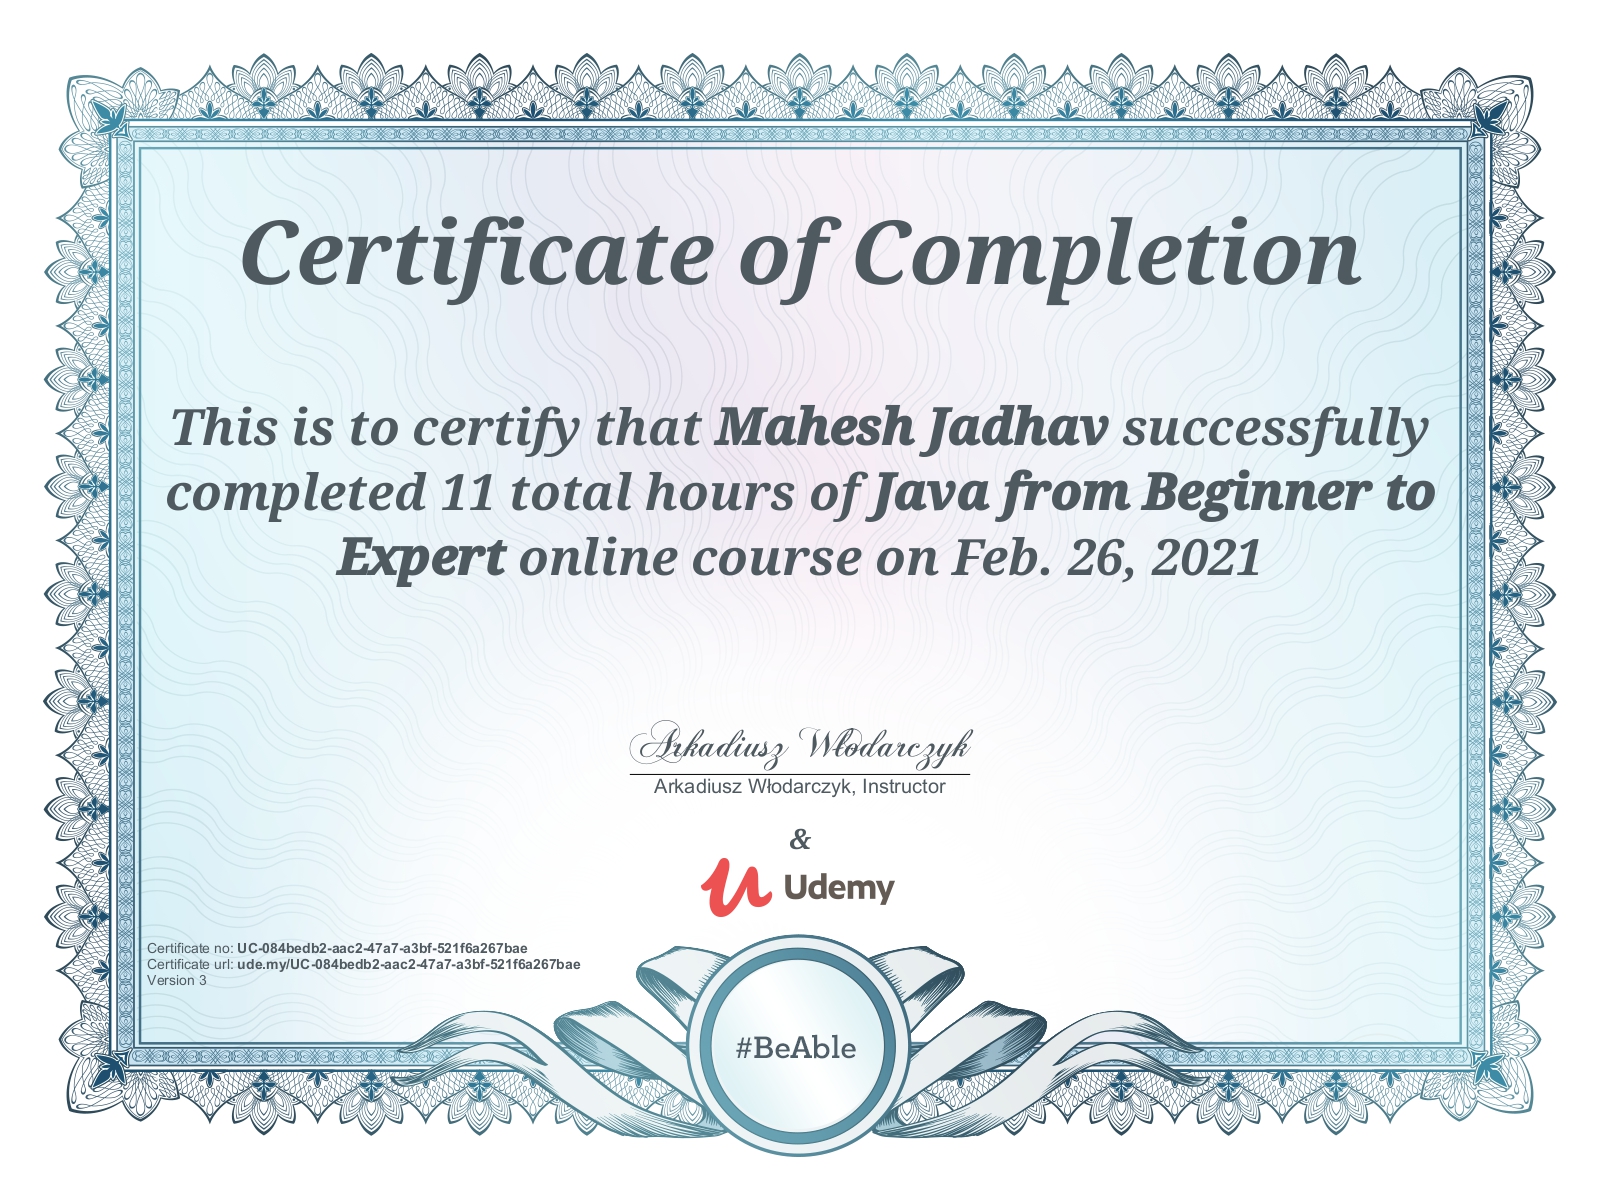 Certificate of Completion
This is to certify that Mahesh Jadhav successfully
completed 11 total hours of Java from Beginner to
Expert online course on Feb. 26, 2021
Arkadiusz Włodarczyk
Arkadiusz Włodarczyk, Instructor
&
Udemy
Certificate no: UC-084bedb2-aac2-47a7-a3bf-521f6a267bae
Certificate url: ude.my/UC-084bedb2-aac2-47a7-a3bf-521f6a267bae
Version 3
#BeAble